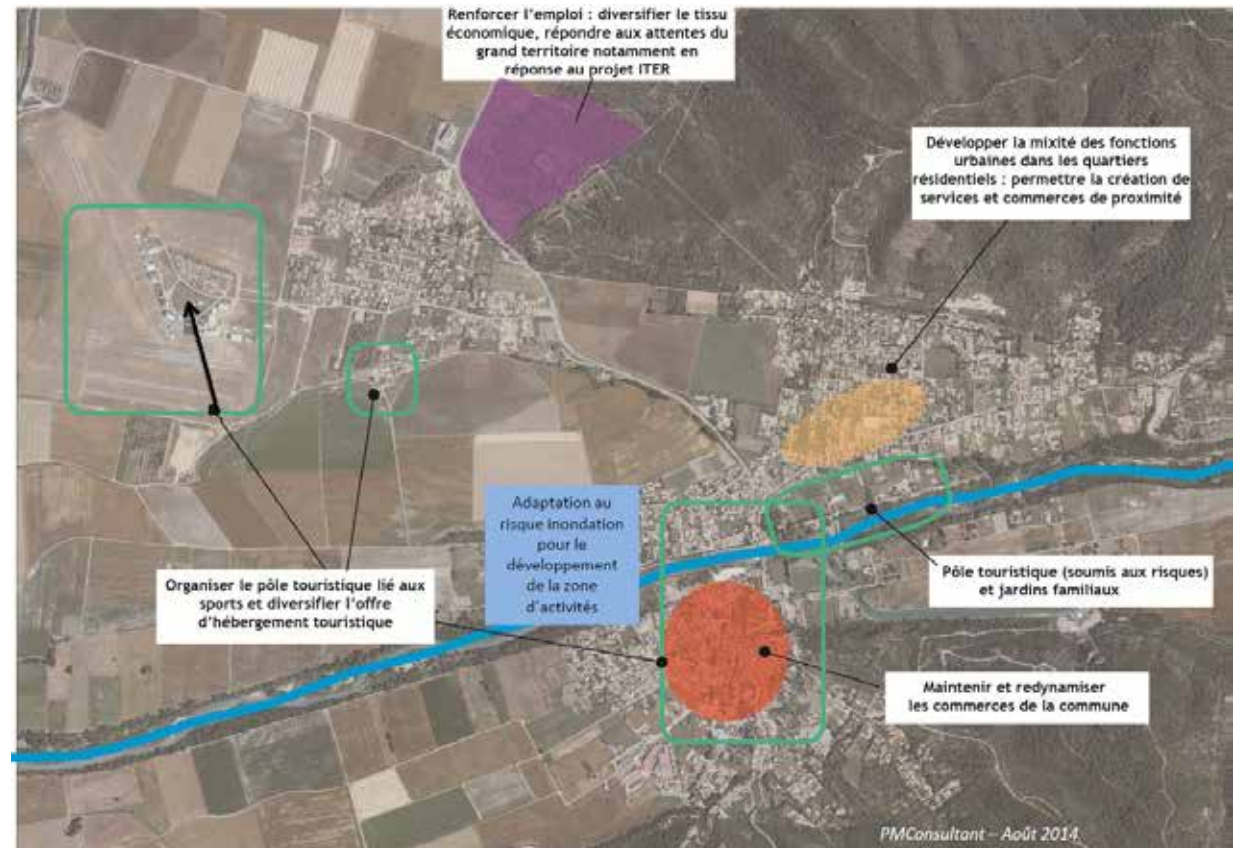 Renforcer l'emploi : diversifier le tissu
économique, répondre aux attentes du
grand territoire notamment en
réponse au projet ITER
Développer la mixité des fonctions
urbaines dans les quartiers
résidentiels : permettre la création de
services et commerces de proximité
Adaptation au
risque inondation
pour le
développement
de la zone
d'activités
Organiser le pôle touristique lié aux
sports et diversifier l'offre
d'hébergement touristique
Pôle touristique (soumis aux risques)
et jardins familiaux
Maintenir et redynamiser
les commerces de la commune
PMConsultant – Août 2014